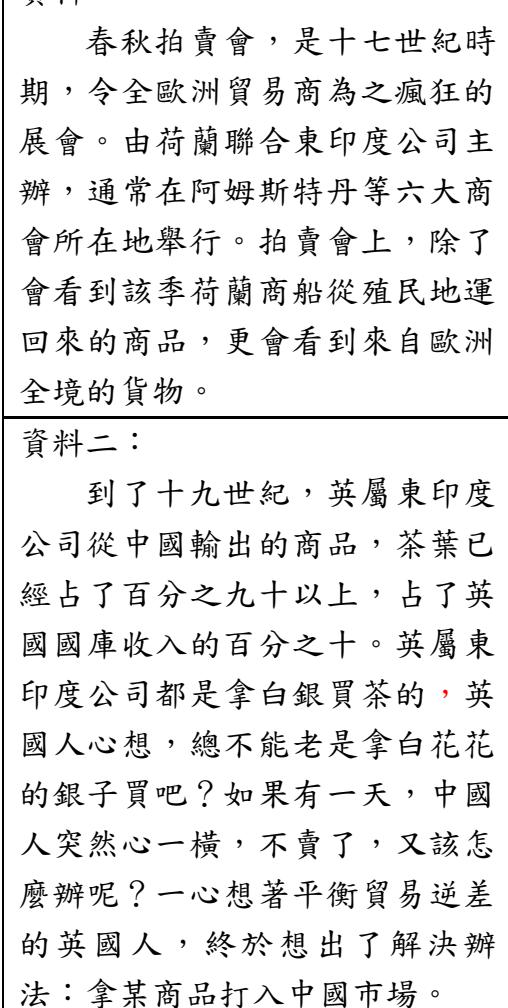 春秋拍賣會，是十七世紀時
期，令全歐洲貿易商為之瘋狂的
展會。由荷蘭聯合東印度公司主
辦，通常在阿姆斯特丹等六大商
會所在地舉行。拍賣會上，除了
會看到該季荷蘭商船從殖民地運
回來的商品，更會看到來自歐洲
全境的貨物。
資料二：
到了十九世紀，英屬東印度
公司從中國輸出的商品，茶葉已
經占了百分之九十以上，占了英
國國庫收入的百分之十。英屬東
印度公司都是拿白銀買茶的，英
國人心想，總不能老是拿白花花
的銀子買吧？如果有一天，中國
人突然心一橫，不賣了，又該怎
麼辦呢？一心想著平衡貿易逆差
的英國人，終於想出了解決辦
法：拿某商品打入中國市場。